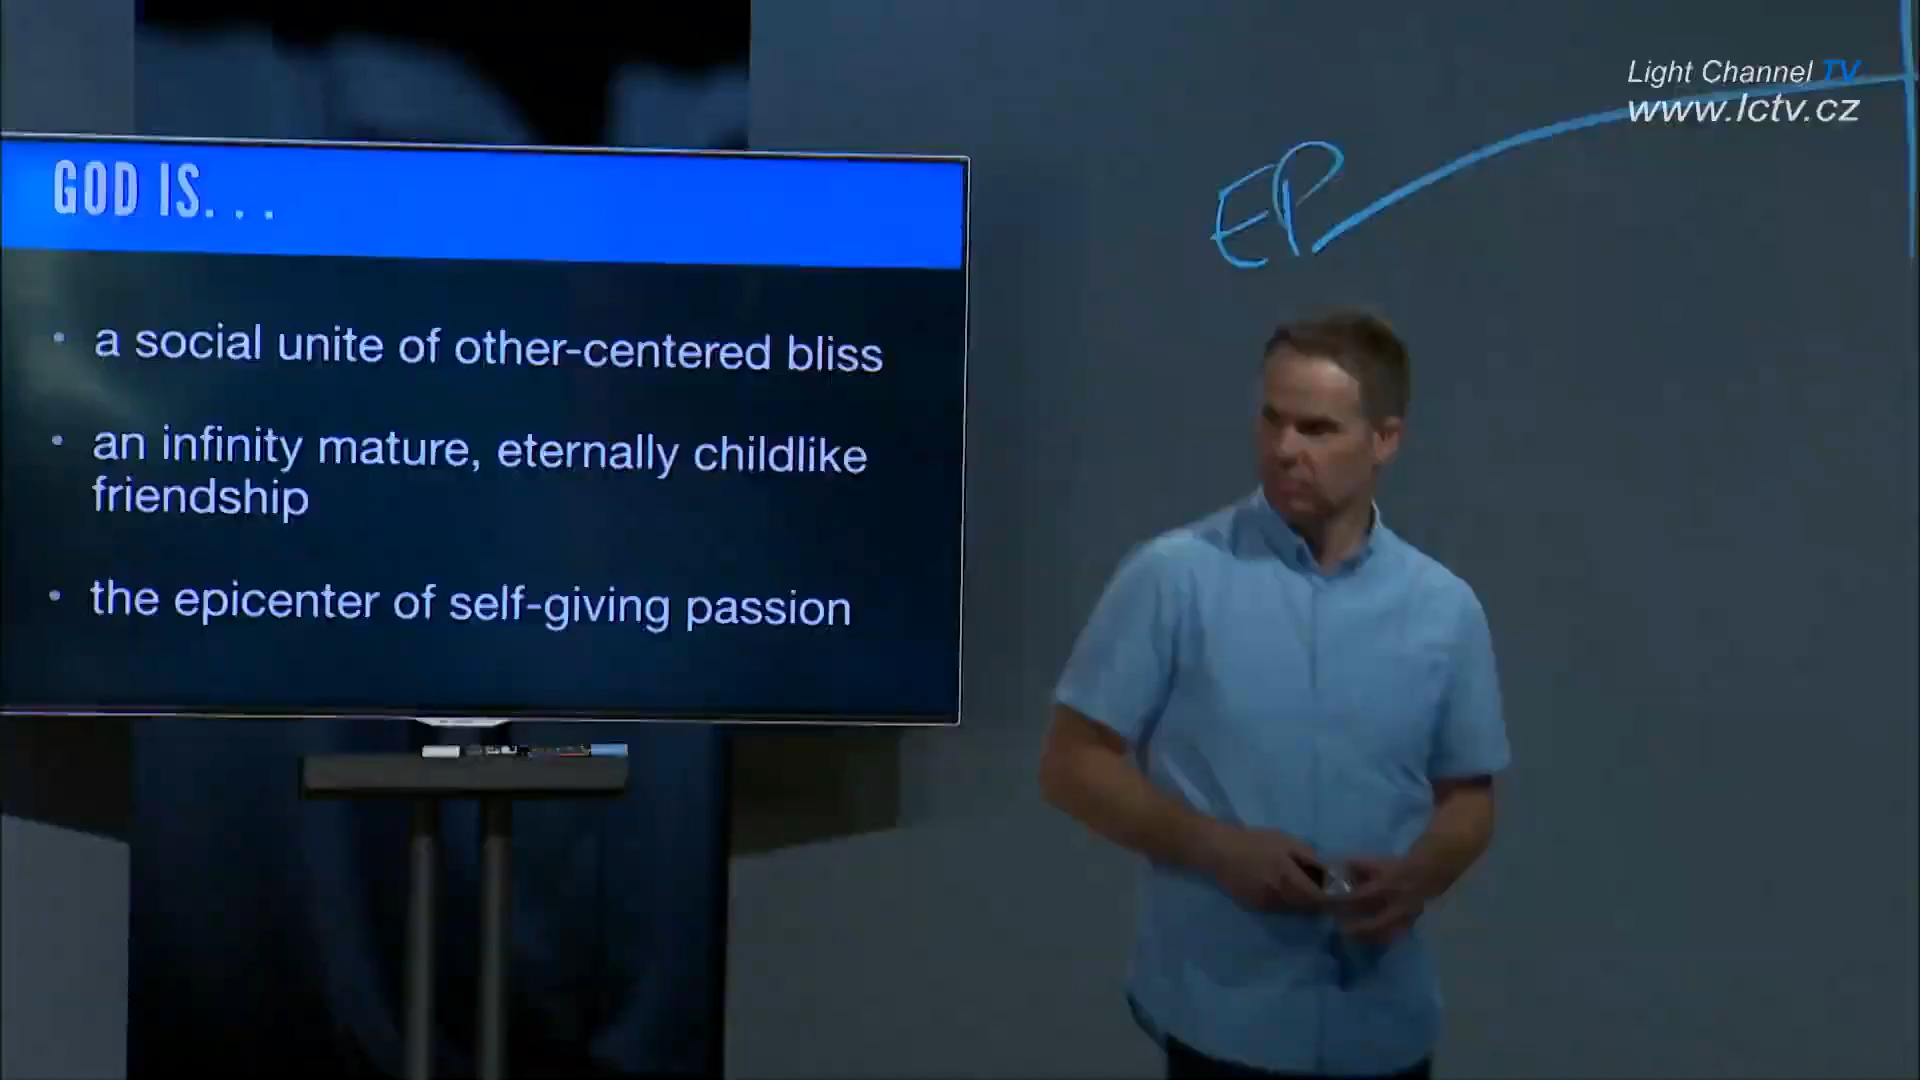 Light Channel TV
www.lctv.cz
EP
GOD IS. . .
• a social unite of other-centered bliss
• an infinity mature, eternally childlike
friendship
• the epicenter of self-giving passion